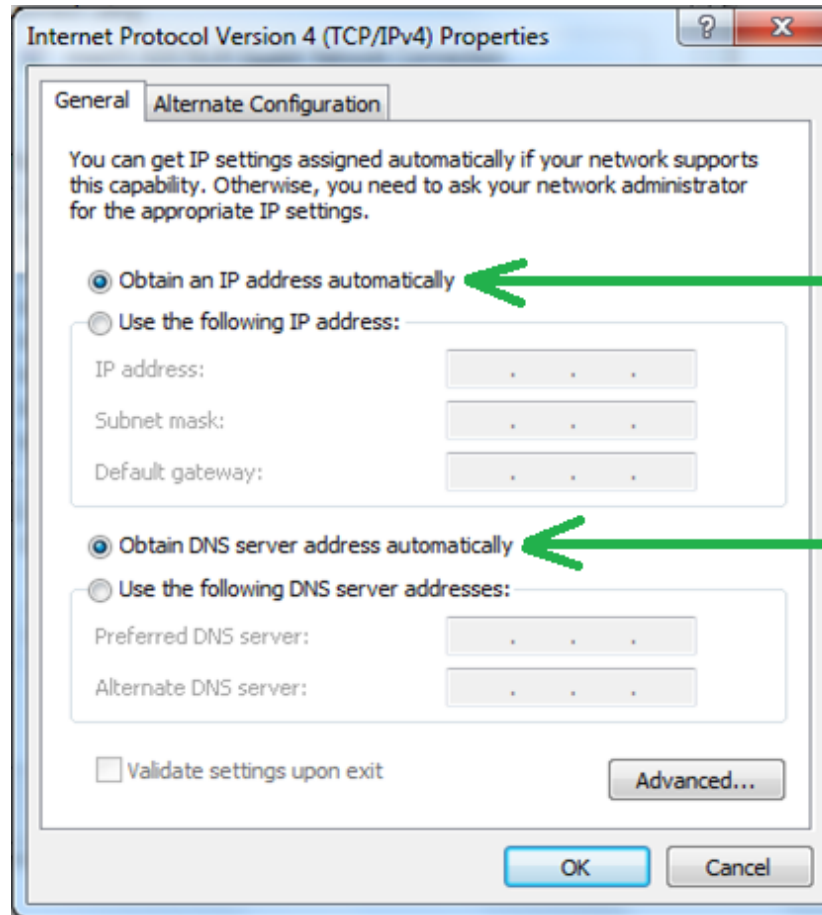 Internet Protocol Version 4 (TCP/IPv4) Properties
General
Alternate Configuration
You can get IP settings assigned automatically if your network supports
this capability. Otherwise, you need to ask your network administrator
for the appropriate IP settings.
Obtain an IP address automatically
Use the following IP address:
IP address:
Subnet mask:
Default gateway:
Obtain DNS server address automatically
Use the following DNS server addresses:
Preferred DNS server:
Alternate DNS server:
Validate settings upon exit
Advanced...
OK
Cancel